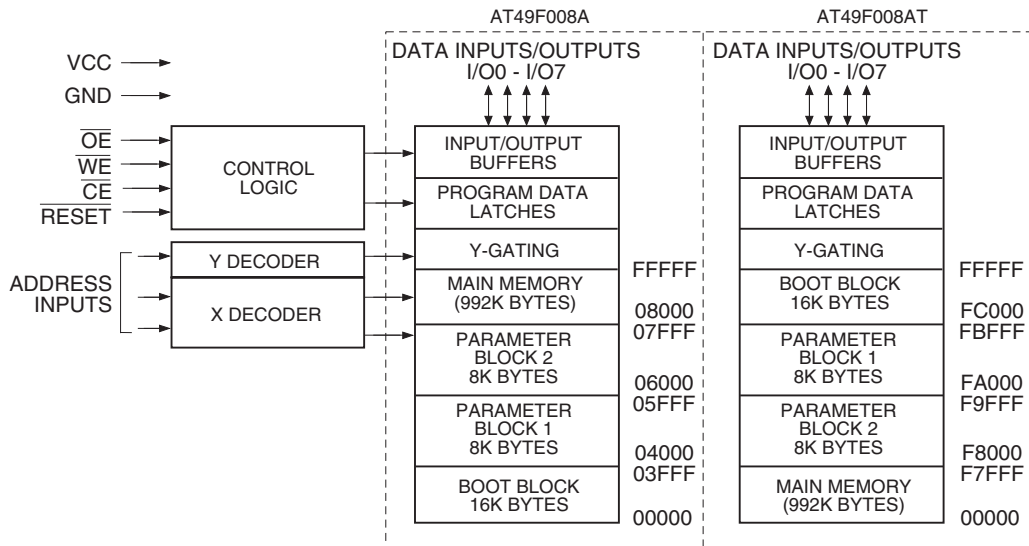 AT49F008A
AT49F008AT
VCC
GND
OE
WE
CE
RESET
ADDRESS
INPUTS
CONTROL
LOGIC
Y DECODER
X DECODER
DATA INPUTS/OUTPUTS
I/O0 - I/O7
INPUT/OUTPUT
BUFFERS
PROGRAM DATA
LATCHES
Y-GATING
MAIN MEMORY
(992K BYTES)
PARAMETER
BLOCK 2
8K BYTES
PARAMETER
BLOCK 1
8K BYTES
BOOT BLOCK
16K BYTES
FFFFF
08000
07FFF
06000
05FFF
04000
03FFF
00000
DATA INPUTS/OUTPUTS
I/O0 - I/O7
INPUT/OUTPUT
BUFFERS
PROGRAM DATA
LATCHES
Y-GATING
BOOT BLOCK
16K BYTES
PARAMETER
BLOCK 1
8K BYTES
PARAMETER
BLOCK 2
8K BYTES
MAIN MEMORY
(992K BYTES)
FFFFF
FC000
FBFFF
FA000
F9FFF
F8000
F7FFF
00000